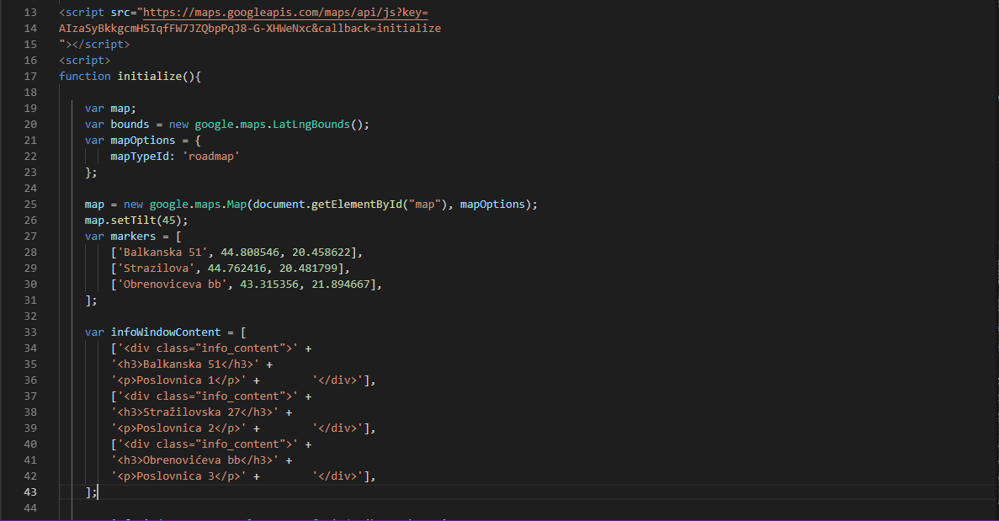 13 <script src="https://maps.googleapis.com/maps/api/js?key=
14 AIzaSyBkkgcmHSIqfFW7JZQbpPqJ8-G-XHWeNxc&callback=initialize
15 "></script>
16 <script>
17 function initialize(){
18
19 var map;
20 var bounds = new google.maps.LatLngBounds();
21 var mapOptions = {
22 mapTypeId: 'roadmap'
23 };
24
25 map = new google.maps.Map(document.getElementById("map"), mapOptions);
26 map.setTilt(45);
27 var markers = [
28 ['Balkanska 51', 44.808546, 20.458622],
29 ['Strazilova', 44.762416, 20.481799],
30 ['Obrenoviceva bb', 43.315356, 21.894667],
31 ];
32
33 var infoWindowContent = [
34 ['<div class="info_content">' +
35 '<h3>Balkanska 51</h3>' +
36 '<p>Poslovnica 1</p>' + '</div>'],
37 ['<div class="info_content">' +
38 '<h3>Stražilovska 27</h3>' +
39 '<p>Poslovnica 2</p>' + '</div>'],
40 ['<div class="info_content">' +
41 '<h3>Obrenovićeva bb</h3>' +
42 '<p>Poslovnica 3</p>' + '</div>'],
43 ];
44